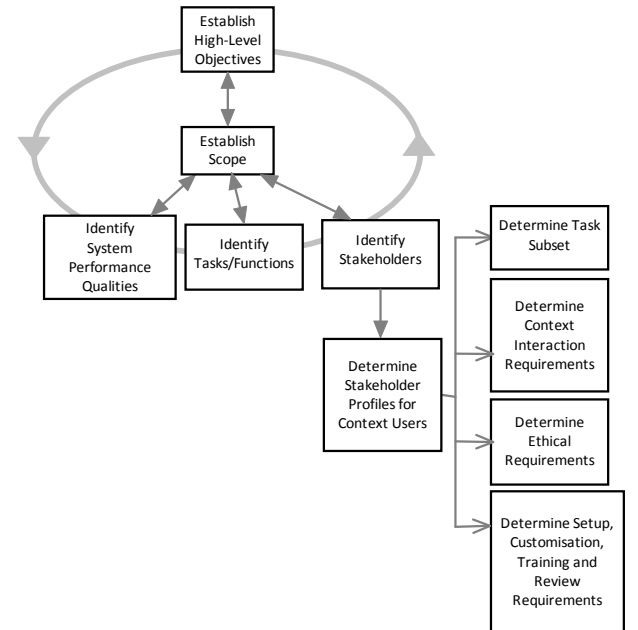 Establish
High-Level
Objectives
Establish
Scope
Identify
System
Performance
Qualities
Identify
Tasks/Functions
Identify
Stakeholders
Determine
Stakeholder
Profiles for
Context Users
Determine Task
Subset
Determine
Context
Interaction
Requirements
Determine
Ethical
Requirements
Determine Setup,
Customisation,
Training and
Review
Requirements